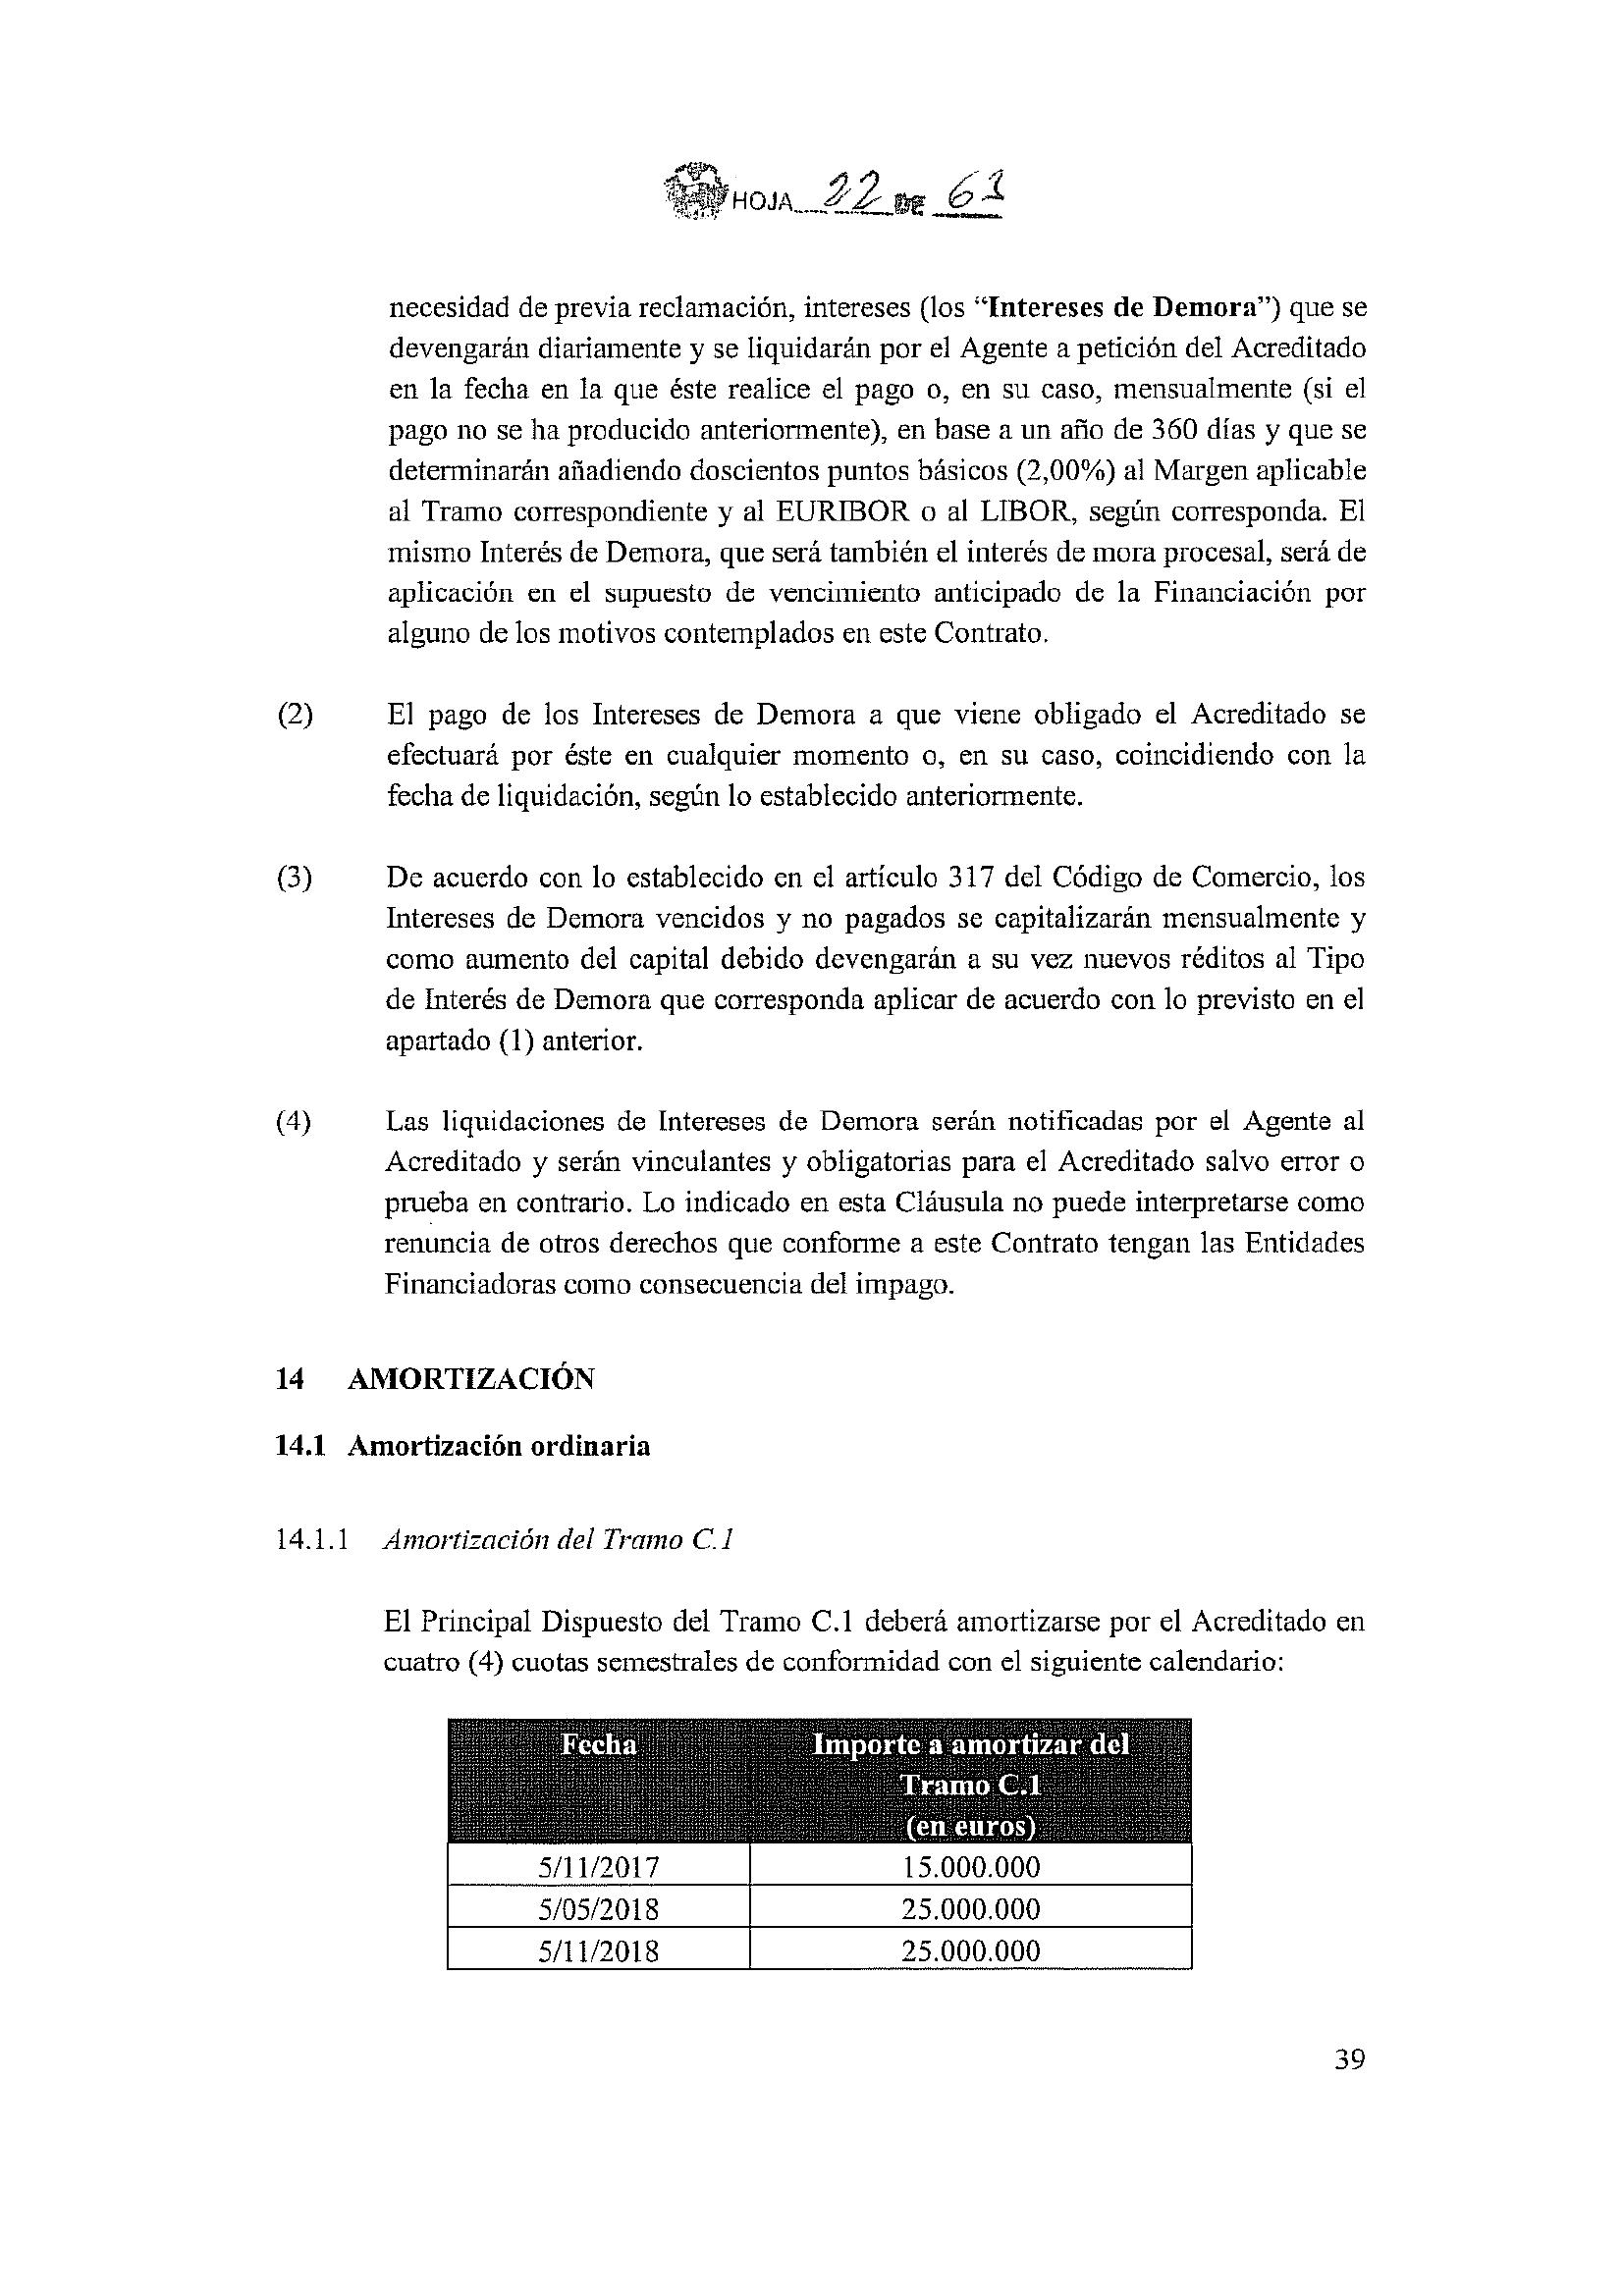 HOJA 22 DE 61
necesidad de previa reclamación, intereses (los “Intereses de Demora”) que se
devengarán diariamente y se liquidarán por el Agente a petición del Acreditado
en la fecha en la que éste realice el pago o, en su caso, mensualmente (si el
pago no se ha producido anteriormente), en base a un año de 360 días y que se
determinarán añadiendo doscientos puntos básicos (2,00%) al Margen aplicable
al Tramo correspondiente y al EURIBOR o al LIBOR, según corresponda. El
mismo Interés de Demora, que será también el interés de mora procesal, será de
aplicación en el supuesto de vencimiento anticipado de la Financiación por
alguno de los motivos contemplados en este Contrato.
(2) El pago de los Intereses de Demora a que viene obligado el Acreditado se
efectuará por éste en cualquier momento o, en su caso, coincidiendo con la
fecha de liquidación, según lo establecido anteriormente.
(3) De acuerdo con lo establecido en el artículo 317 del Código de Comercio, los
Intereses de Demora vencidos y no pagados se capitalizarán mensualmente y
como aumento del capital debido devengarán a su vez nuevos réditos al Tipo
de Interés de Demora que corresponda aplicar de acuerdo con lo previsto en el
apartado (1) anterior.
(4) Las liquidaciones de Intereses de Demora serán notificadas por el Agente al
Acreditado y serán vinculantes y obligatorias para el Acreditado salvo error o
prueba en contrario. Lo indicado en esta Cláusula no puede interpretarse como
renuncia de otros derechos que conforme a este Contrato tengan las Entidades
Financiadoras como consecuencia del impago.
14 AMORTIZACIÓN
14.1 Amortización ordinaria
14.1.1 Amortización del Tramo C.1
El Principal Dispuesto del Tramo C.1 deberá amortizarse por el Acreditado en
cuatro (4) cuotas semestrales de conformidad con el siguiente calendario:
Fecha Importe a amortizar del
Tramo C.1
(en euros)
5/11/2017 15.000.000
5/05/2018 25.000.000
5/11/2018 25.000.000
39